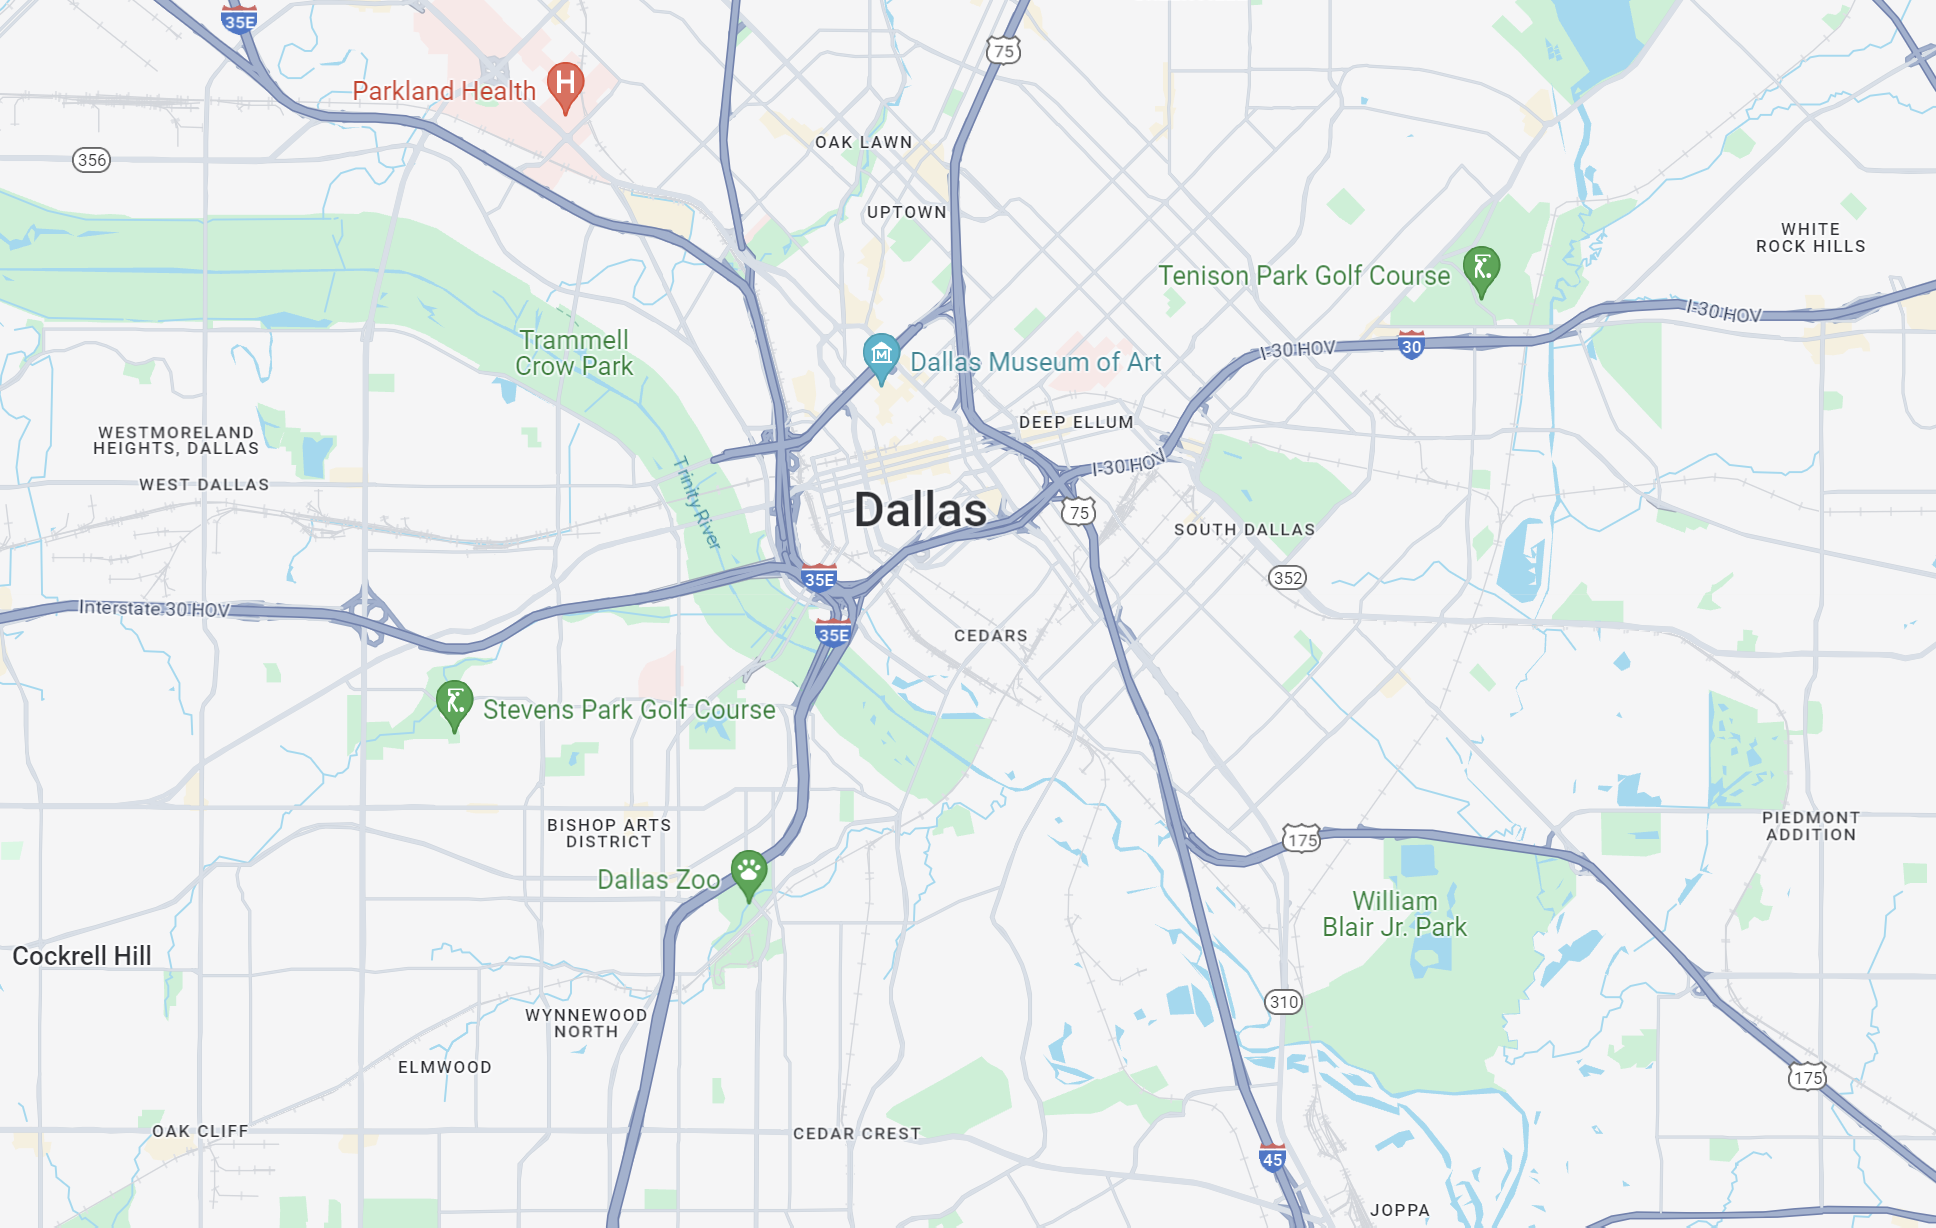 35E
75
Parkland Health
H
OAK LAWN
356
UPTOWN
WHITE
ROCK HILLS
Tenison Park Golf Course
I-30 HOV
Trammell
Crow Park
I-30 HOV
30
M
Dallas Museum of Art
DEEP ELLUM
WESTMORELAND
HEIGHTS, DALLAS
I-30 HOV
WEST DALLAS
Trinity River
Dallas
75
SOUTH DALLAS
35E
352
Interstate 30 HOV
35E
CEDARS
Stevens Park Golf Course
BISHOP ARTS
DISTRICT
175
PIEDMONT
ADDITION
Dallas Zoo
William
Blair Jr. Park
Cockrell Hill
310
WYNNEWOOD
NORTH
ELMWOOD
175
OAK CLIFF
CEDAR CREST
45
JOPPA